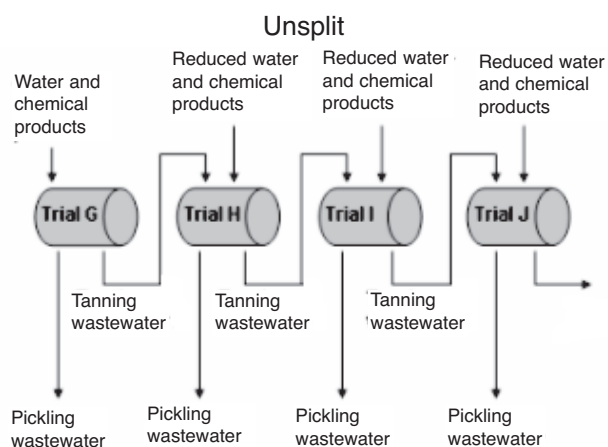 Unsplit
Water and
chemical
products
Reduced water
and chemical
products
Reduced water
and chemical
products
Reduced water
and chemical
products
Trial G
Trial H
Trial I
Trial J
Tanning
wastewater
Tanning
wastewater
Tanning
wastewater
Pickling
wastewater
Pickling
wastewater
Pickling
wastewater
Pickling
wastewater